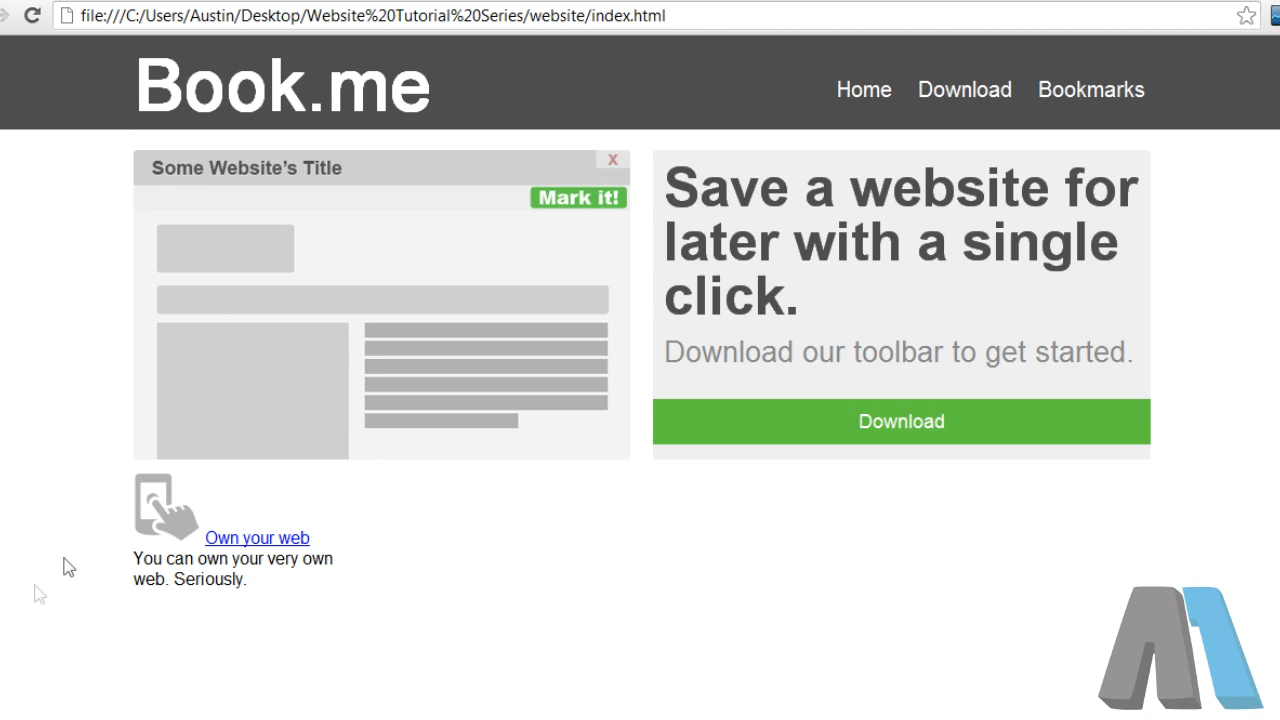 file:///C:/Users/Austin/Desktop/Website%20Tutorial%20Series/website/index.html
Book.me
Home Download Bookmarks
Some Website's Title
X
Mark it!
Save a website for
later with a single
click.
Download our toolbar to get started.
Download
Own your web
You can own your very own
web. Seriously.